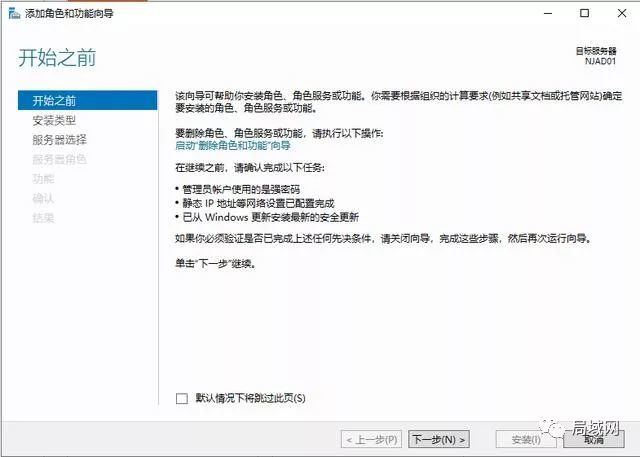 添加角色和功能向导
开始之前
目标服务器
NJAD01
开始之前
安装类型
服务器选择
服务器角色
功能
确认
结果
该向导可帮助你安装角色、角色服务或功能。你需要根据组织的计算要求(例如共享文档或托管网站)确定
要安装的角色、角色服务或功能。
要删除角色、角色服务或功能，请执行以下操作:
启动"删除角色和功能"向导
在继续之前，请确认完成以下任务:
• 管理员帐户使用的是强密码
• 静态 IP 地址等网络设置已配置完成
• 已从 Windows 更新安装最新的安全更新
如果你必须验证是否已完成上述任何先决条件，请关闭向导，完成这些步骤，然后再次运行向导。
单击"下一步"继续。
默认情况下将跳过此页(S)
< 上一步(P) 下一步(N) > 安装(I) 取消
局域网